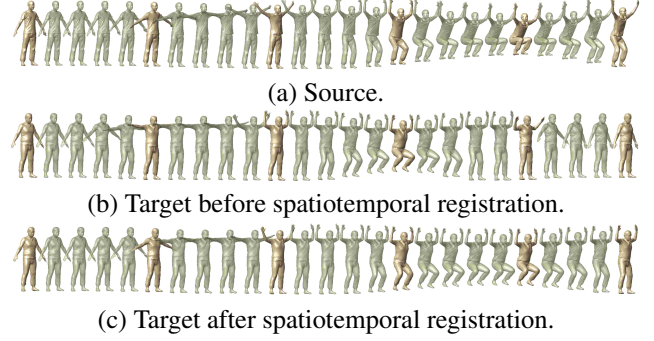 (a) Source.
(b) Target before spatiotemporal registration.
(c) Target after spatiotemporal registration.